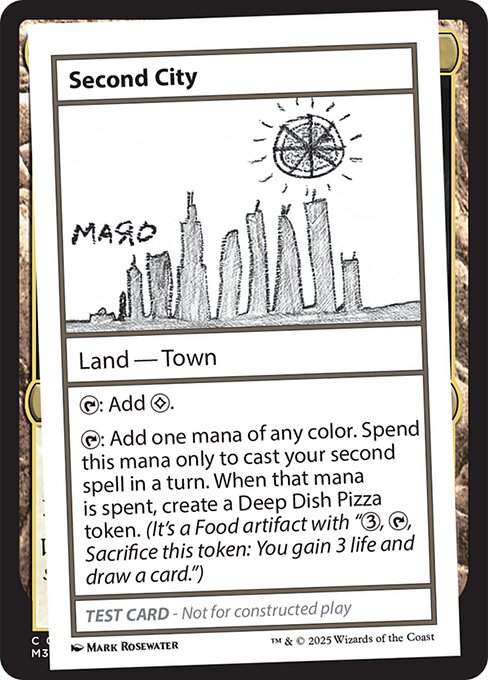 Second City
MARO
Land — Town
: Add .
: Add one mana of any color. Spend
this mana only to cast your second
spell in a turn. When that mana
is spent, create a Deep Dish Pizza
token. (It's a Food artifact with “3, ,
Sacrifice this token: You gain 3 life and
draw a card.”)
TEST CARD - Not for constructed play
Mark Rosewater
™ & © 2025 Wizards of the Coast